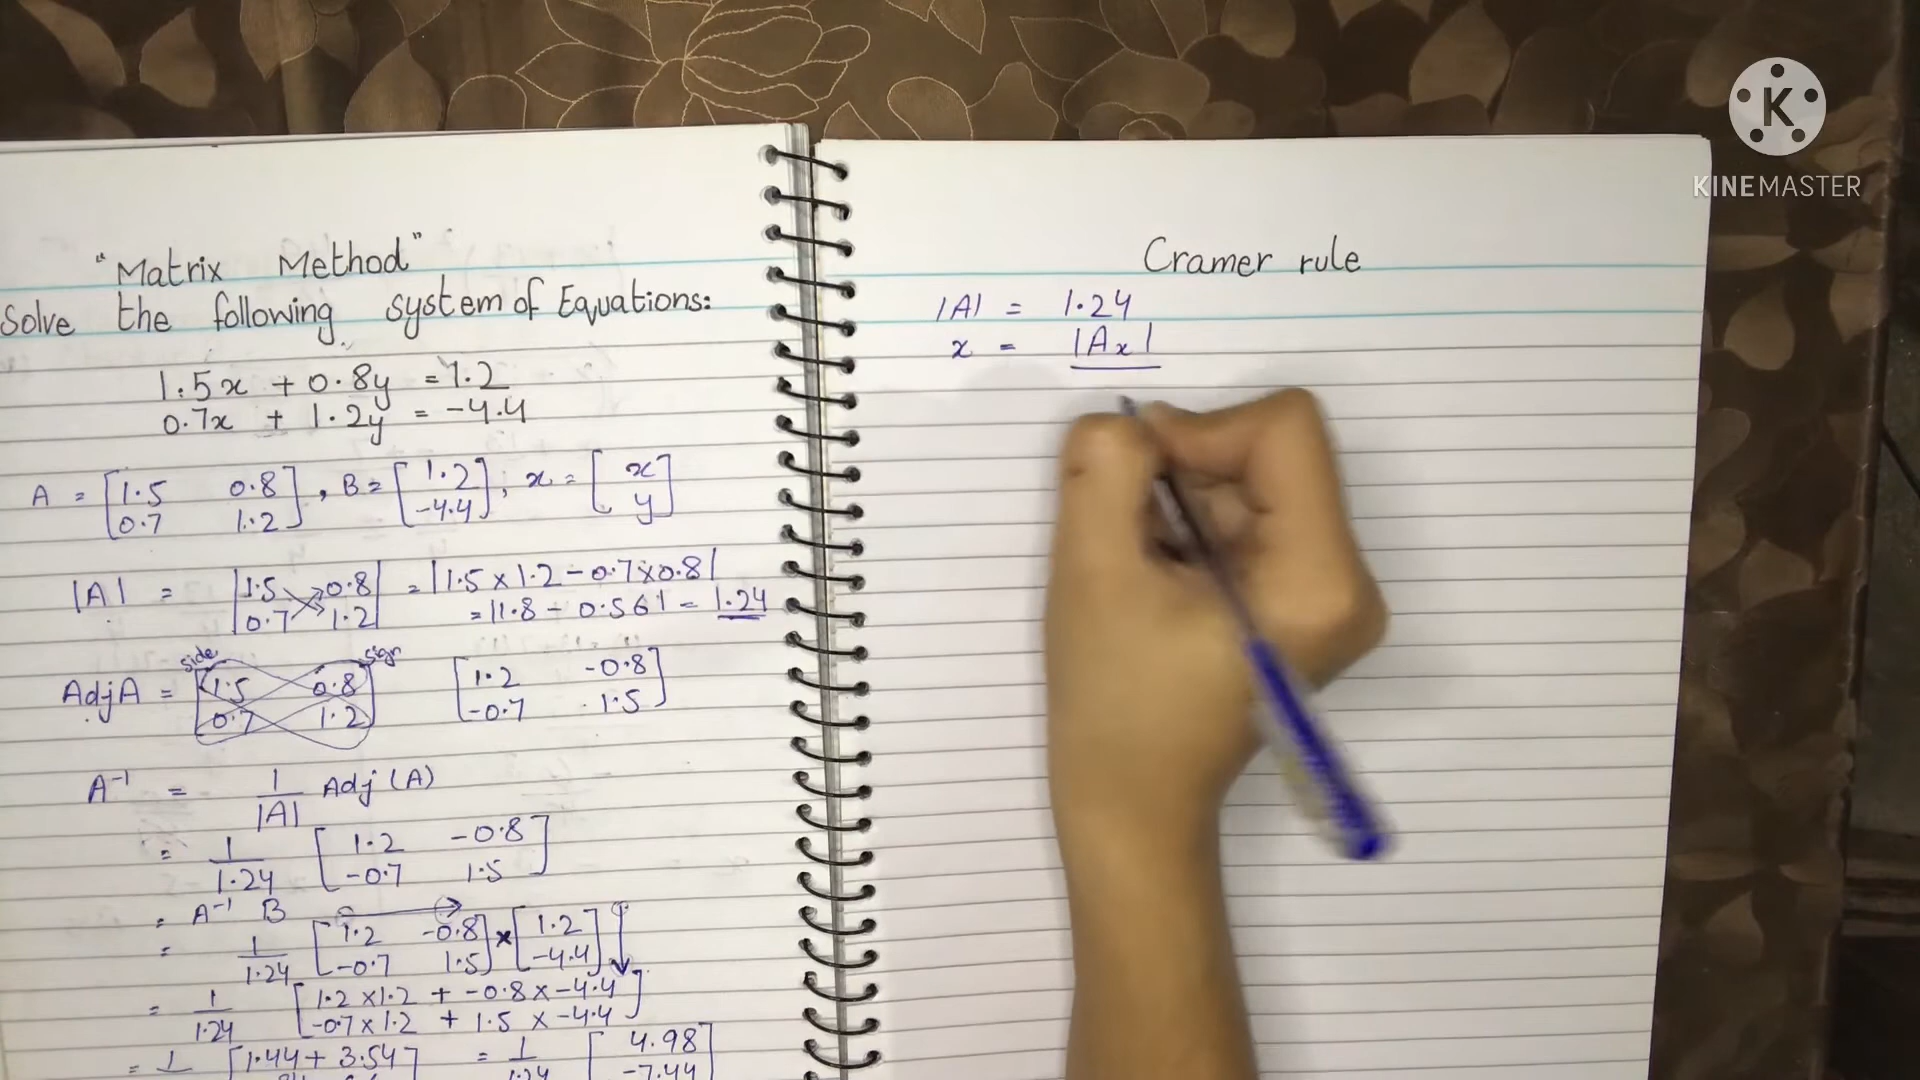 "Matrix Method"
Solve the following system of Equations:
1.5x + 0.8y = 1.2
0.7x + 1.2y = -4.4
A = [1.5 0.8], B = [1.2]; x = [x]
0.7 1.2 -4.4 y
|A| = |1.5 0.8| = |1.5 x 1.2 - 0.7 x 0.8|
0.7 1.2 = |1.8 - 0.56| = 1.24
side sign
AdjA = [1.5 0.8] [1.2 -0.8]
0.7 1.2 -0.7 1.5
A⁻¹ = 1/|A| Adj (A)
= 1/1.24 [1.2 -0.8]
-0.7 1.5
= A⁻¹ B
= 1/1.24 [1.2 -0.8] x [1.2]
-0.7 1.5 -4.4
= 1/1.24 [1.2 x 1.2 + -0.8 x -4.4]
-0.7 x 1.2 + 1.5 x -4.4
= 1 [1.44 + 3.54] = 1/1.24 [4.98]
-7.44
Cramer rule
|A| = 1.24
x = |Ax|
KINEMASTER